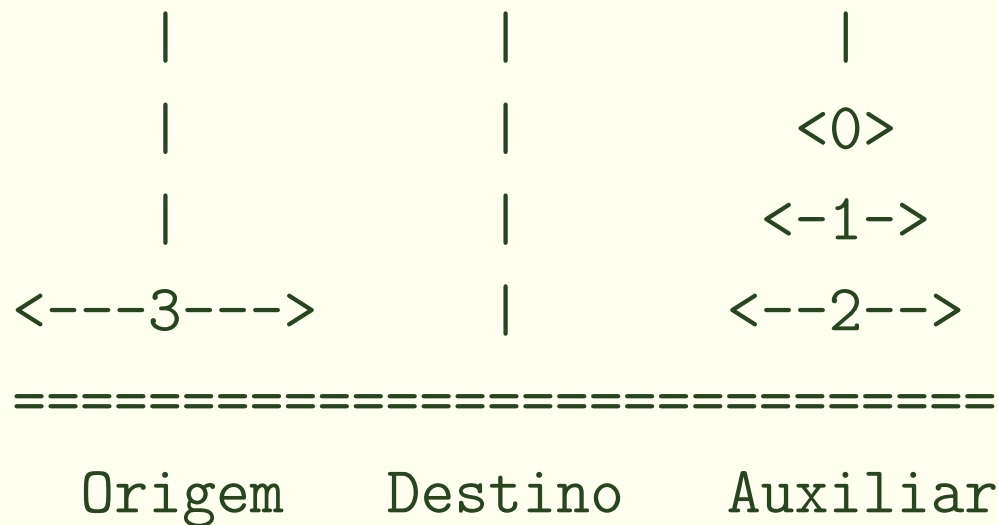 |         |         |
|         |        <0>
|         |       <-1->
<---3--->      |      <--2-->
=============================
Origem   Destino   Auxiliar